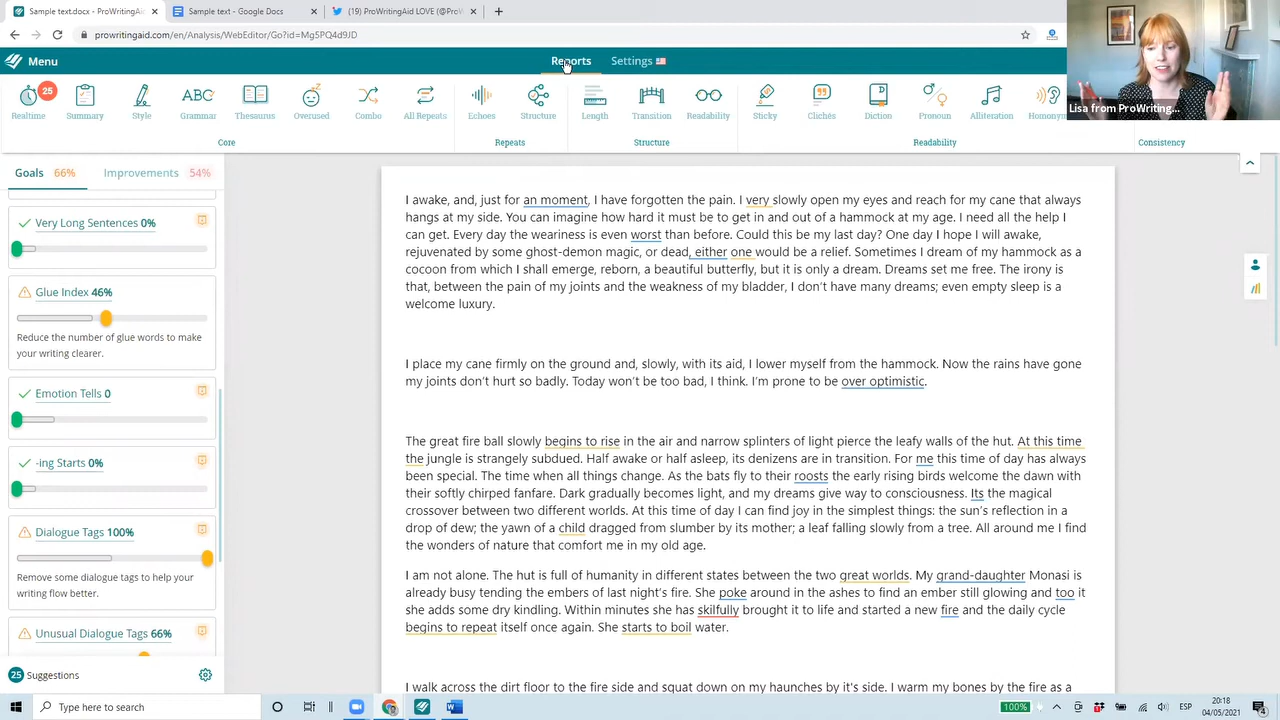 Sample text.docx - ProWritingAid
Sample text - Google Docs
(19) ProWritingAid LOVE (@ProW
prowritingaid.com/en/Analysis/WebEditor/Go?id=Mg5PQ4d9JD
Menu
Reports
Settings
Lisa from ProWriting...
25
Realtime
Summary
Style
Grammar
Thesaurus
Overused
Combo
All Repeats
Echoes
Structure
Length
Transition
Readability
Sticky
Clichés
Diction
Pronoun
Alliteration
Homonym
Core
Repeats
Structure
Readability
Consistency
Goals 66%
Improvements 54%
Very Long Sentences 0%
Glue Index 46%
Reduce the number of glue words to make
your writing clearer.
Emotion Tells 0
-ing Starts 0%
Dialogue Tags 100%
Remove some dialogue tags to help your
writing flow better.
Unusual Dialogue Tags 66%
25 Suggestions
I awake, and, just for an moment, I have forgotten the pain. I very slowly open my eyes and reach for my cane that always
hangs at my side. You can imagine how hard it must be to get in and out of a hammock at my age. I need all the help I
can get. Every day the weariness is even worst than before. Could this be my last day? One day I hope I will awake,
rejuvenated by some ghost-demon magic, or dead, either one would be a relief. Sometimes I dream of my hammock as a
cocoon from which I shall emerge, reborn, a beautiful butterfly, but it is only a dream. Dreams set me free. The irony is
that, between the pain of my joints and the weakness of my bladder, I don't have many dreams; even empty sleep is a
welcome luxury.
I place my cane firmly on the ground and, slowly, with its aid, I lower myself from the hammock. Now the rains have gone
my joints don't hurt so badly. Today won't be too bad, I think. I'm prone to be over optimistic.
The great fire ball slowly begins to rise in the air and narrow splinters of light pierce the leafy walls of the hut. At this time
the jungle is strangely subdued. Half awake or half asleep, its denizens are in transition. For me this time of day has always
been special. The time when all things change. As the bats fly to their roosts the early rising birds welcome the dawn with
their softly chirped fanfare. Dark gradually becomes light, and my dreams give way to consciousness. Its the magical
crossover between two different worlds. At this time of day I can find joy in the simplest things: the sun's reflection in a
drop of dew; the yawn of a child dragged from slumber by its mother; a leaf falling slowly from a tree. All around me I find
the wonders of nature that comfort me in my old age.
I am not alone. The hut is full of humanity in different states between the two great worlds. My grand-daughter Monasi is
already busy tending the embers of last night's fire. She poke around in the ashes to find an ember still glowing and too it
she adds some dry kindling. Within minutes she has skilfully brought it to life and started a new fire and the daily cycle
begins to repeat itself once again. She starts to boil water.
I walk across the dirt floor to the fire side and squat down on my haunches by it's side. I warm my bones by the fire as a
Type here to search
100%
ESP
20:18
04/05/2021